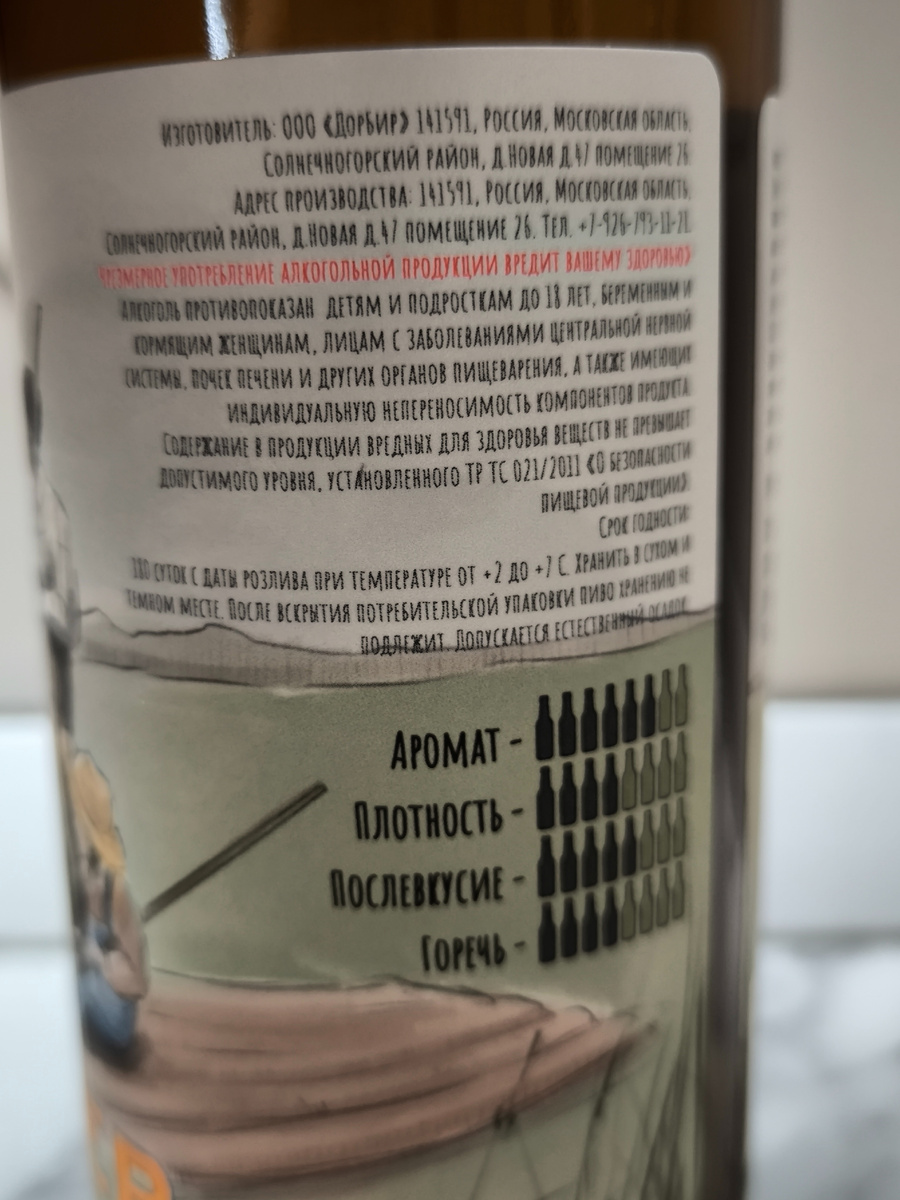 Изготовитель: ООО «ДорБир» 141591, Россия, Московская область,
Солнечногорский район, д.Новая д.47 помещение 26
Адрес производства: 141591, Россия, Московская область,
Солнечногорский район, д.Новая д.47 помещение 26. Тел. +7-926-793-11-21.
Чрезмерное употребление алкогольной продукции вредит вашему здоровью»
Алкоголь противопоказан детям и подросткам до 18 лет, беременным и
кормящим женщинам, лицам с заболеваниями центральной нервной
системы, почек печени и других органов пищеварения, а также имеющих
индивидуальную непереносимость компонентов продукта.
Содержание в продукции вредных для здоровья веществ не превышает
допустимого уровня, установленного ТР ТС 021/2011 «О безопасности
пищевой продукции»
Срок годности:
180 суток с даты розлива при температуре от +2 до +7 С. Хранить в сухом и
темном месте. После вскрытия потребительской упаковки пиво хранению не
подлежит. Допускается естественный осадок.
Аромат -
Плотность -
Послевкусие -
Горечь -